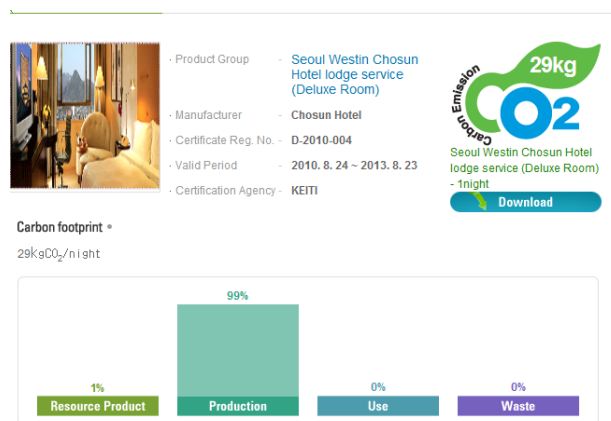 · Product Group - Seoul Westin Chosun
Hotel lodge service
(Deluxe Room)
· Manufacturer - Chosun Hotel
· Certificate Reg. No. - D-2010-004
· Valid Period - 2010. 8. 24 ~ 2013. 8. 23
· Certification Agency - KEITI
29kg
Carbon Emission
CO2
Seoul Westin Chosun Hotel
lodge service (Deluxe Room)
- 1night
Download
Carbon footprint
29kgCO₂/night
99%
1%
0%
0%
Resource Product
Production
Use
Waste